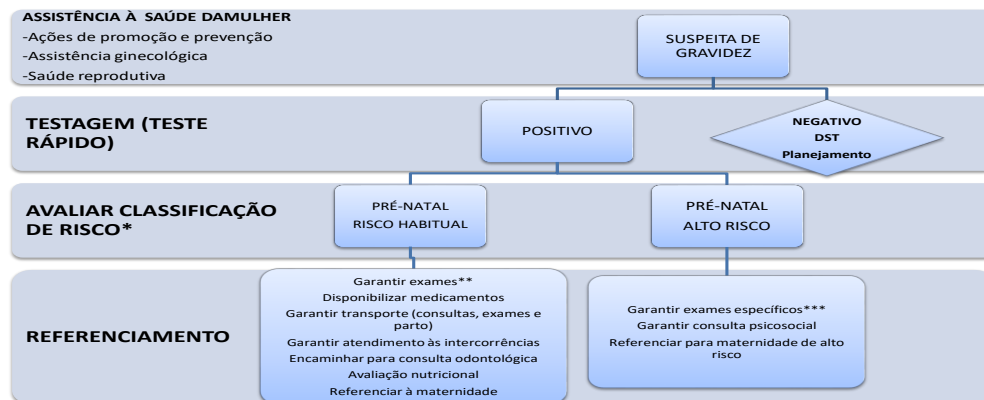 ASSISTÊNCIA À SAÚDE DAMULHER
-Ações de promoção e prevenção
-Assistência ginecológica
-Saúde reprodutiva
SUSPEITA DE
GRAVIDEZ
TESTAGEM (TESTE
RÁPIDO)
POSITIVO
NEGATIVO
DST
Planejamento
AVALIAR CLASSIFICAÇÃO
DE RISCO*
PRÉ-NATAL
RISCO HABITUAL
PRÉ-NATAL
ALTO RISCO
REFERENCIAMENTO
Garantir exames**
Disponibilizar medicamentos
Garantir transporte (consultas, exames e
parto)
Garantir atendimento às intercorrências
Encaminhar para consulta odontológica
Avaliação nutricional
Referenciar à maternidade
Garantir exames específicos***
Garantir consulta psicosocial
Referenciar para maternidade de alto
risco